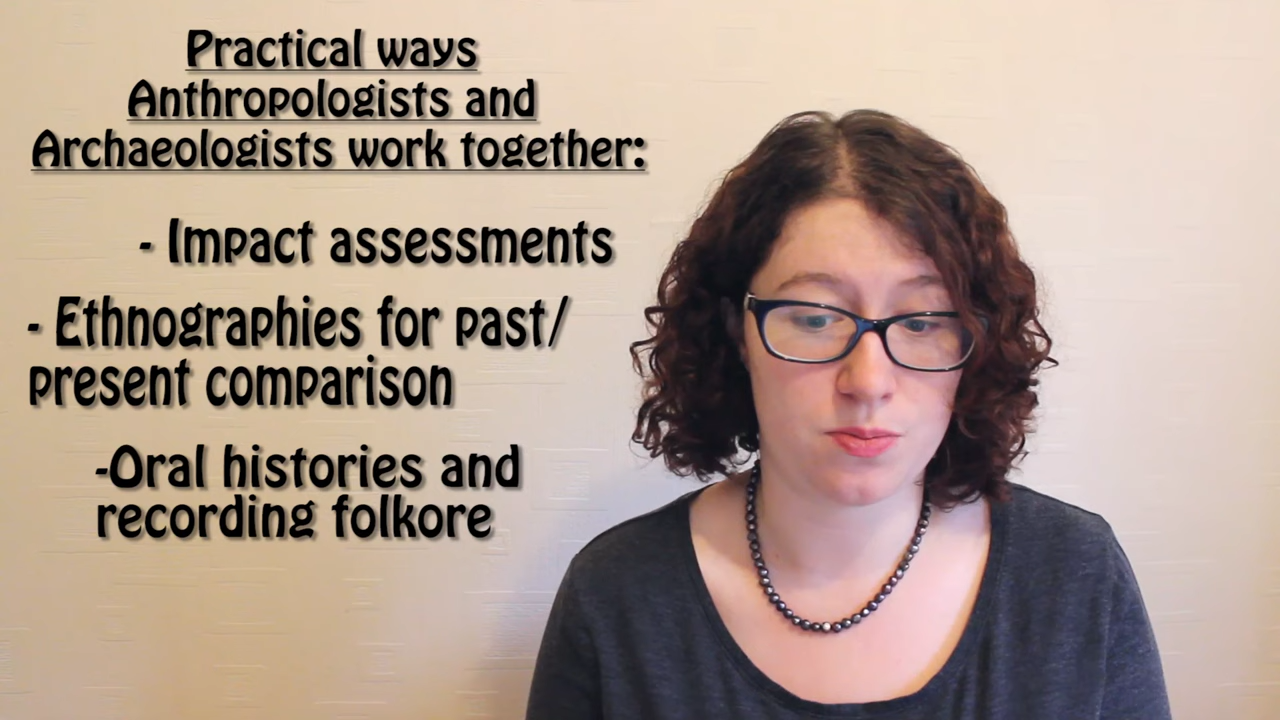 Practical ways
Anthropologists and
Archaeologists work together:
- Impact assessments
- Ethnographies for past/
present comparison
-Oral histories and
recording folkore